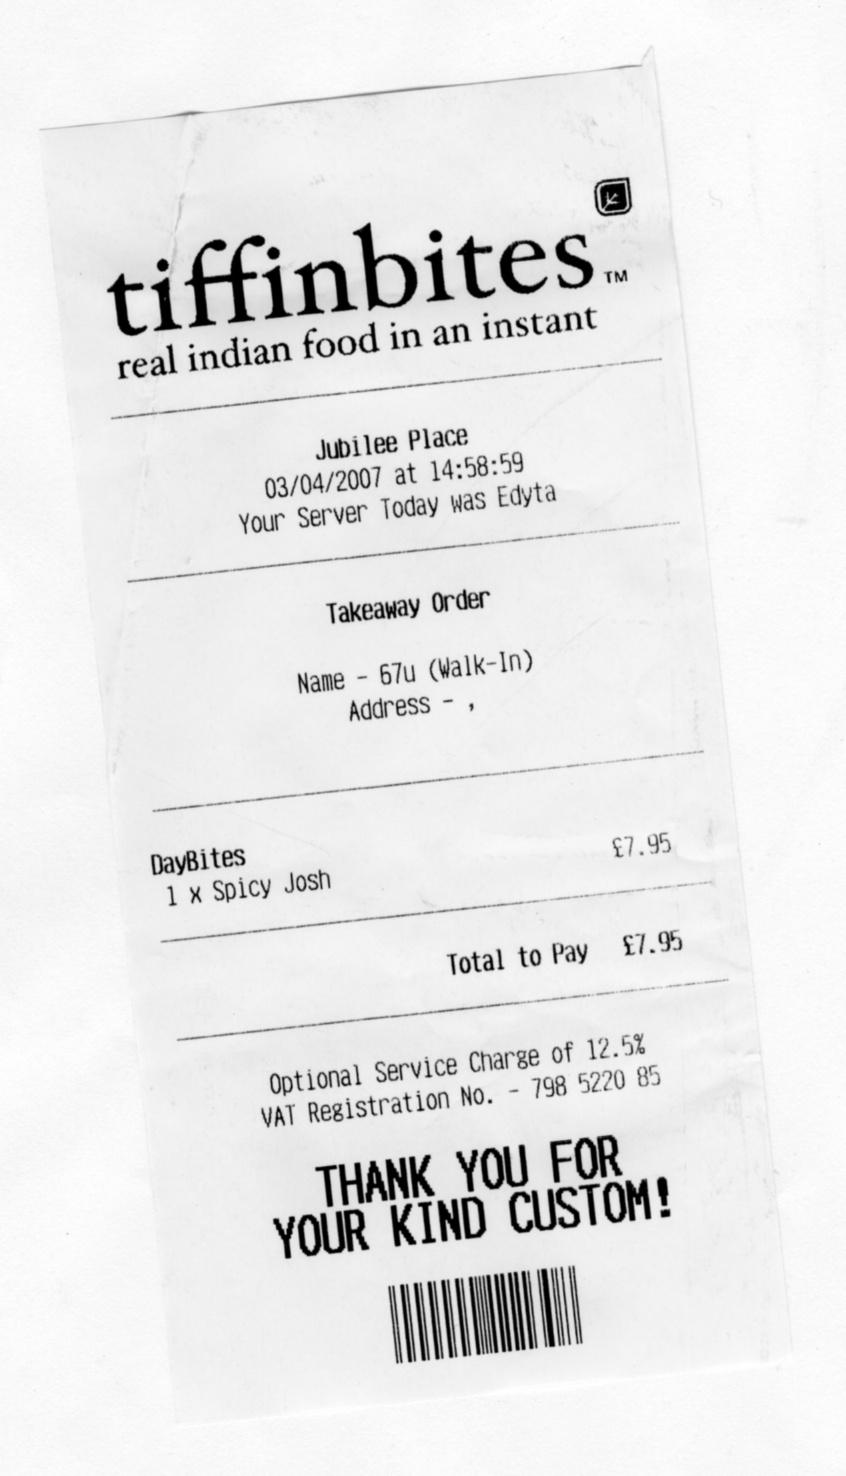 tiffinbites™
real indian food in an instant
Jubilee Place
03/04/2007 at 14:58:59
Your Server Today was Edyta
Takeaway Order
Name - 67u (Walk-In)
Address - ,
DayBites £7.95
1 x Spicy Josh
Total to Pay £7.95
Optional Service Charge of 12.5%
VAT Registration No. - 798 5220 85
THANK YOU FOR
YOUR KIND CUSTOM!